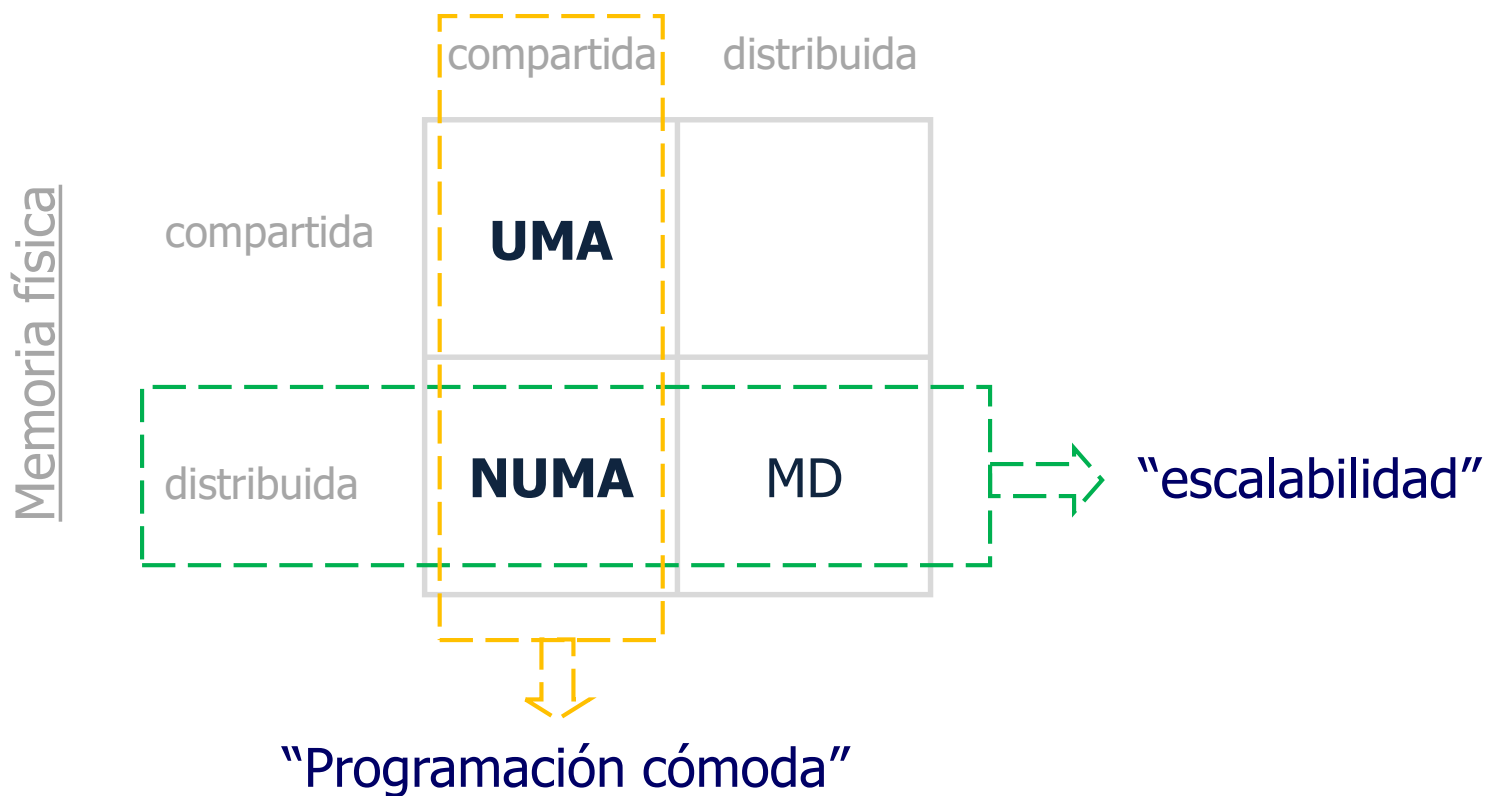 compartida distribuida
Memoria física
compartida UMA
distribuida NUMA MD
“escalabilidad”
“Programación cómoda”